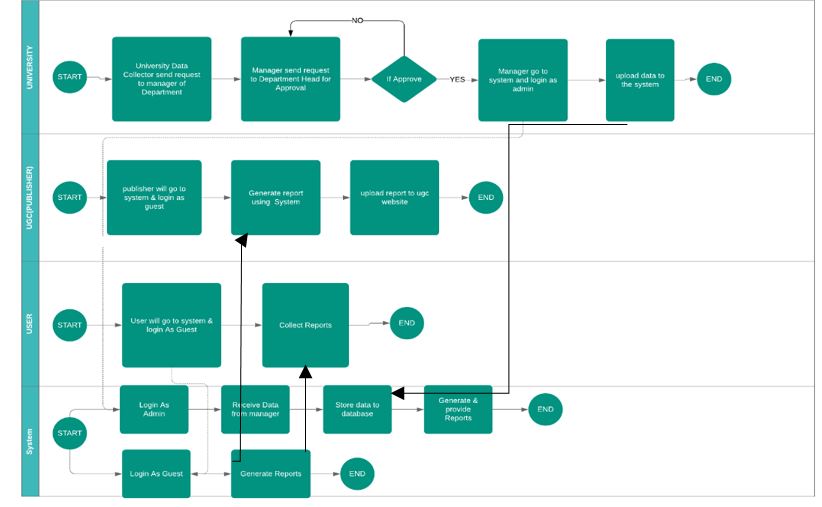 UNIVERSITY
START
University Data
Collector send request
to manager of
Department
Manager send request
to Department Head for
Approval
NO
If Approve
YES
Manager go to
system and login as
admin
upload data to
the system
END
UGC(PUBLISHER)
START
publisher will go to
system & login as
guest
Generate report
using System
upload report to ugc
website
END
USER
START
User will go to system &
login As Guest
Collect Reports
END
System
START
Login As
Admin
Receive Data
from manager
Store data to
database
Generate &
provide
Reports
END
Login As Guest
Generate Reports
END